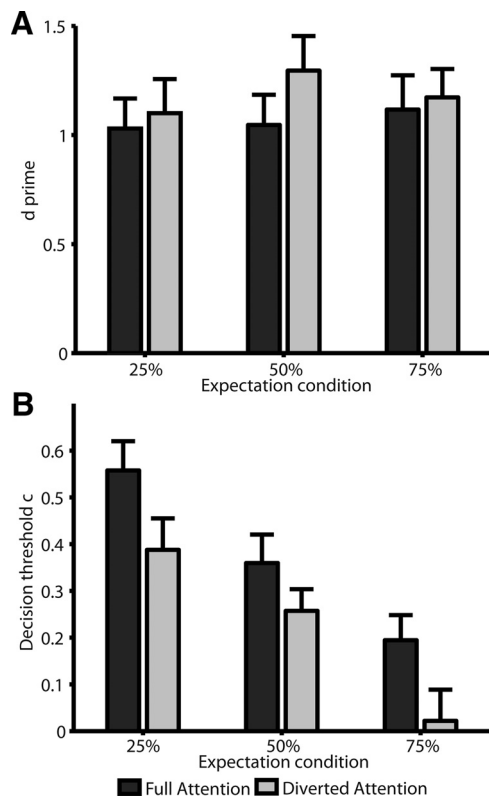 A
1.5
1
0.5
0
d prime
25% 50% 75%
Expectation condition
B
0.6
0.5
0.4
0.3
0.2
0.1
0
Decision threshold c
25% 50% 75%
Expectation condition
Full Attention Diverted Attention